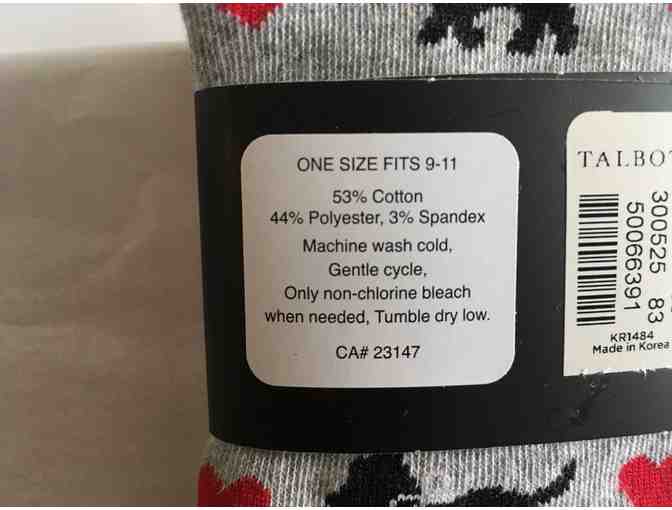 ONE SIZE FITS 9-11
53% Cotton
44% Polyester, 3% Spandex
Machine wash cold,
Gentle cycle,
Only non-chlorine bleach
when needed, Tumble dry low.
CA# 23147
TALBO
300525 83
50066391
KR1484
Made in Korea